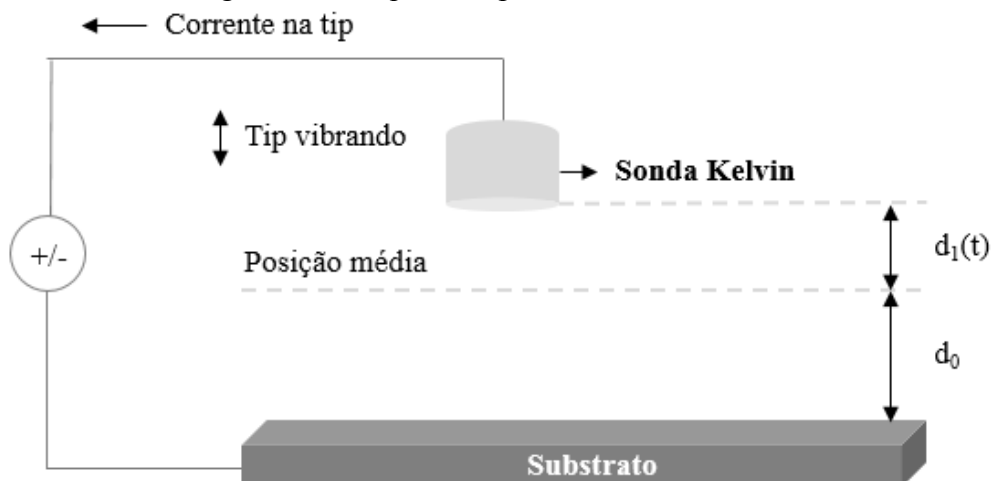 Corrente na tip
Tip vibrando
Sonda Kelvin
+/-
Posição média
d₁(t)
d₀
Substrato